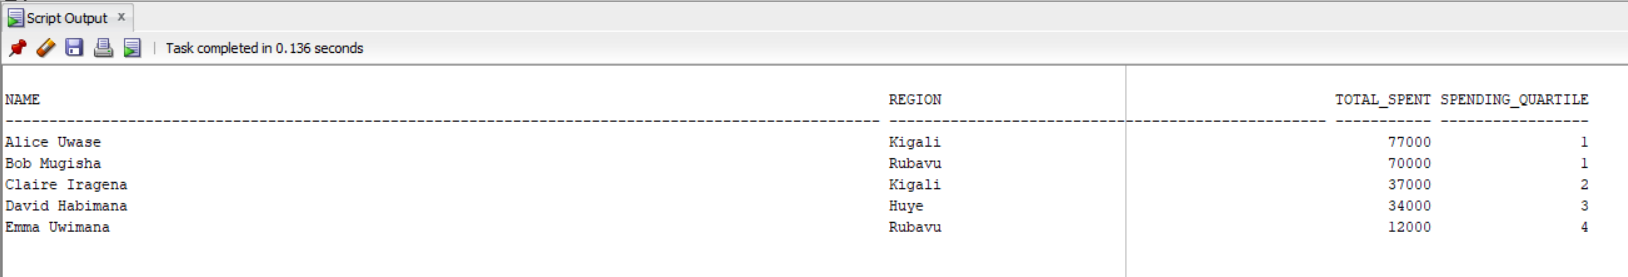 Script Output x
Task completed in 0.136 seconds
NAME REGION TOTAL_SPENT SPENDING_QUARTILE
---------------------------------------------------------------------------------------------------- -------------------------------------------------- ----------- -----------------
Alice Uwase Kigali 77000 1
Bob Mugisha Rubavu 70000 1
Claire Iragena Kigali 37000 2
David Habimana Huye 34000 3
Emma Uwimana Rubavu 12000 4